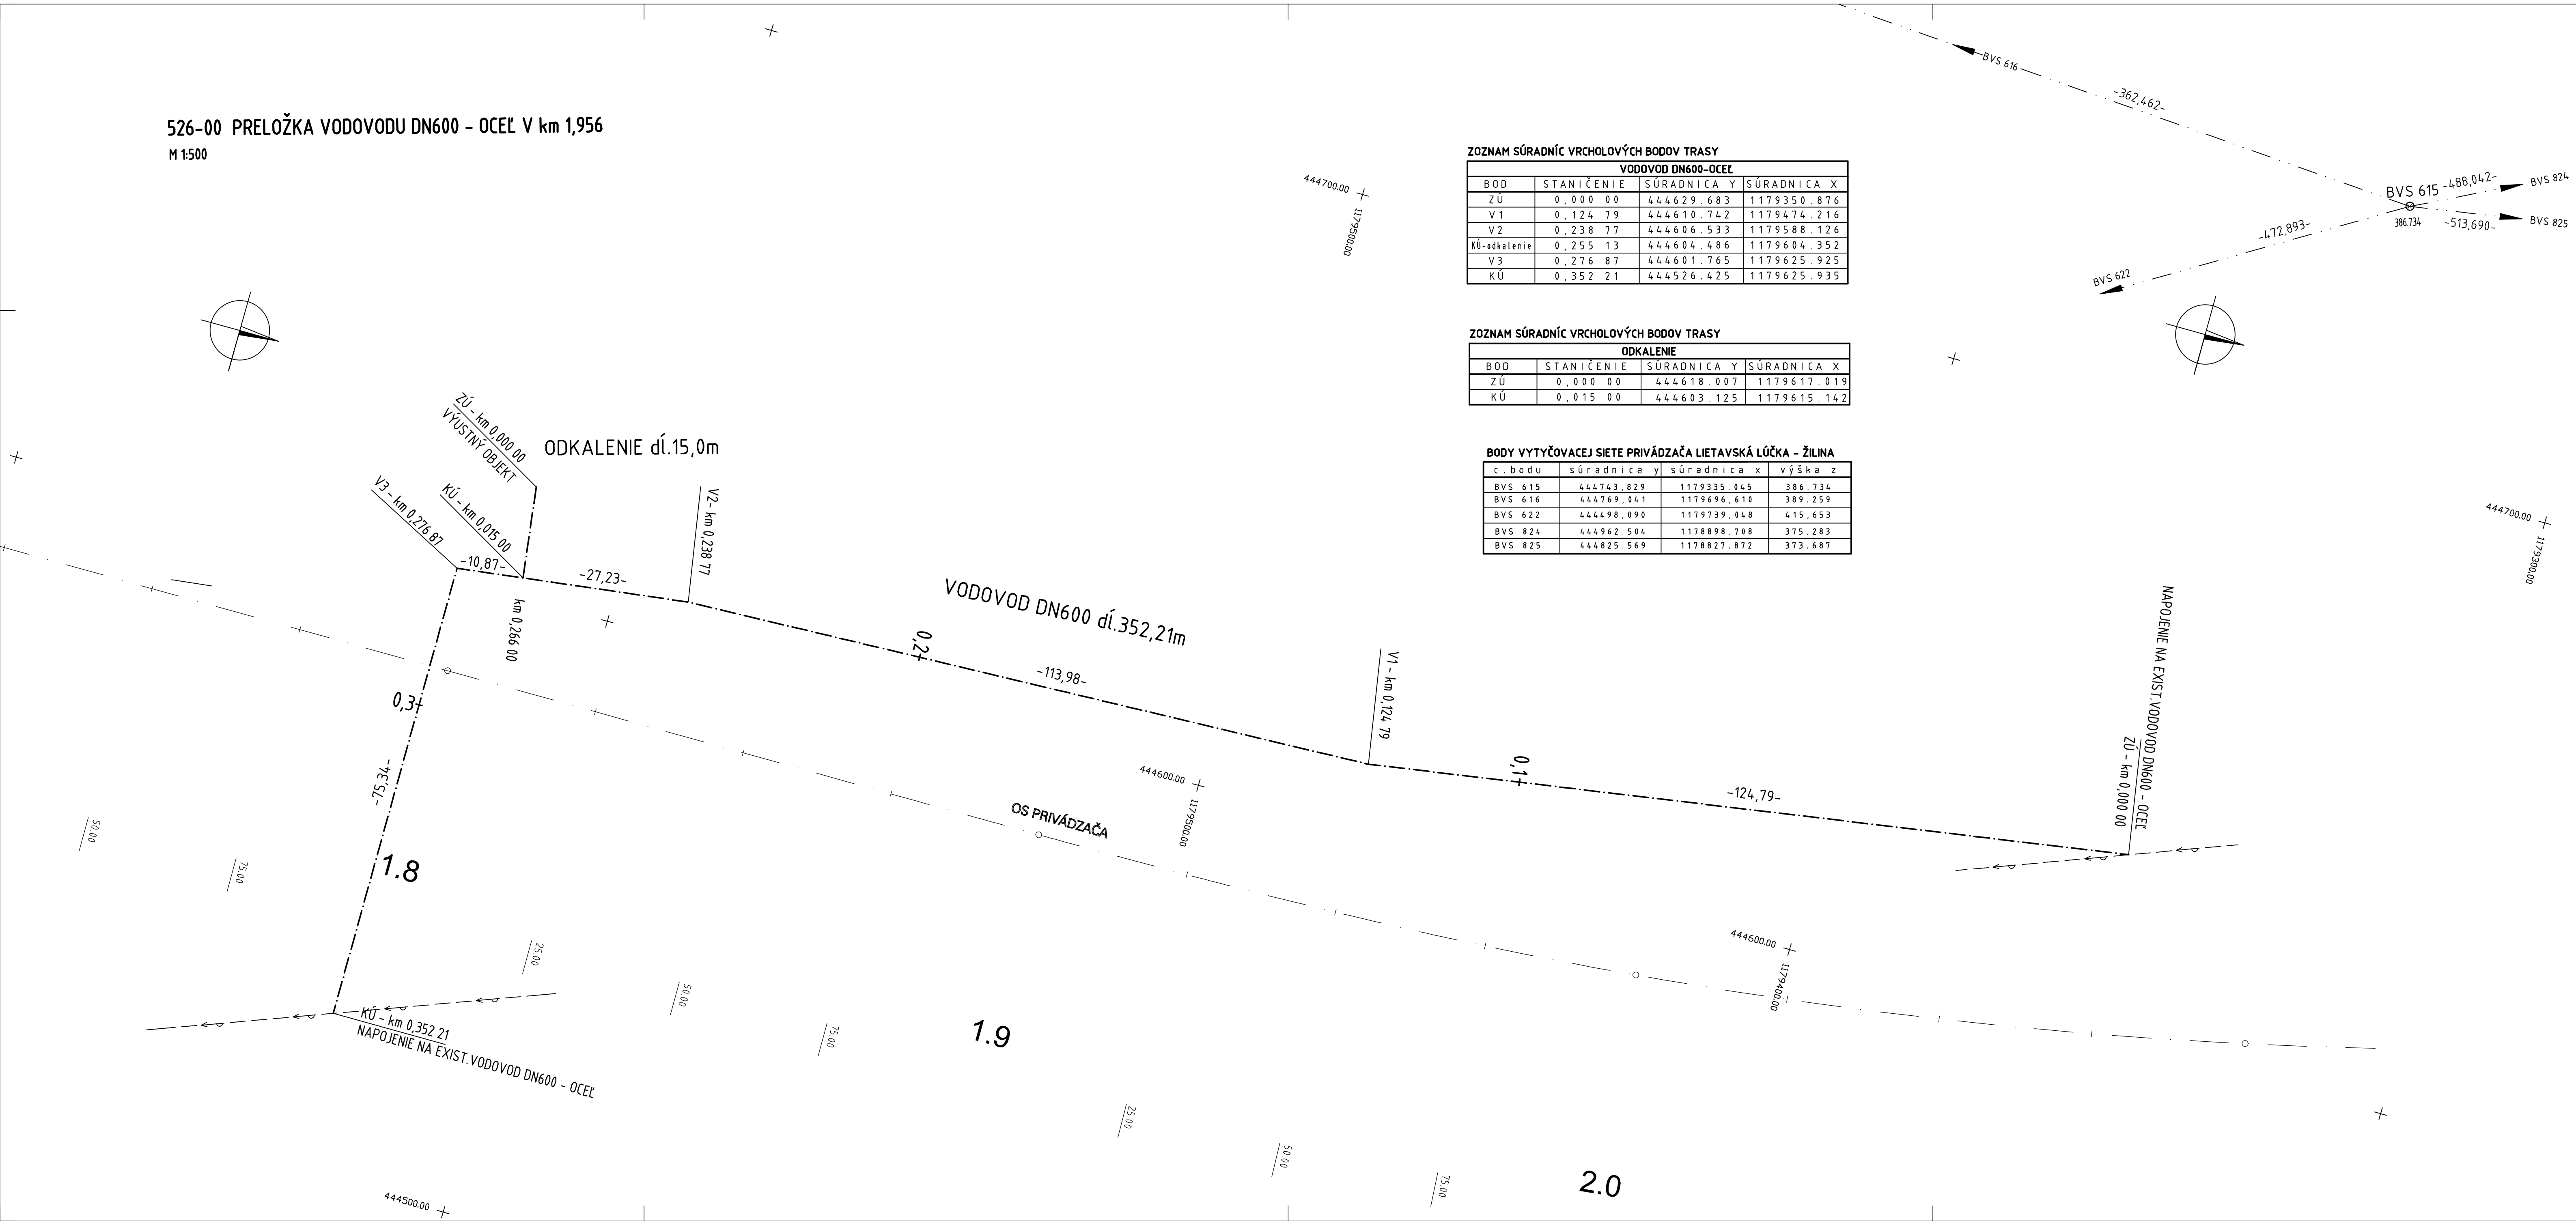 526-00 PRELOŽKA VODOVODU DN600 - OCEĽ V km 1,956
M 1:500
BVS 616
-362,462-
BVS 615
386.734
-488,042-
BVS 824
-513,690-
BVS 825
-472,893-
BVS 622
ZOZNAM SÚRADNÍC VRCHOLOVÝCH BODOV TRASY
VODOVOD DN600-OCEĽ
BOD STANIČENIE SÚRADNICA Y SÚRADNICA X
ZÚ 0,000 00 444629.683 1179350.876
V1 0,124 79 444610.742 1179474.216
V2 0,238 77 444606.533 1179588.126
KÚ-odkalenie 0,255 13 444604.486 1179604.352
V3 0,276 87 444601.765 1179625.925
KÚ 0,352 21 444526.425 1179625.935
ZOZNAM SÚRADNÍC VRCHOLOVÝCH BODOV TRASY
ODKALENIE
BOD STANIČENIE SÚRADNICA Y SÚRADNICA X
ZÚ 0,000 00 444618.007 1179617.019
KÚ 0,015 00 444603.125 1179615.142
BODY VYTYČOVACEJ SIETE PRIVÁDZAČA LIETAVSKÁ LÚČKA - ŽILINA
c.bodu súradnica y súradnica x výška z
BVS 615 444743,829 1179335.045 386.734
BVS 616 444769,041 1179696,610 389.259
BVS 622 444498,090 1179739,048 415,653
BVS 824 444962.504 1178898.708 375.283
BVS 825 444825.569 1178827.872 373.687
444700.00
1179500.00
444700.00
1179300.00
ZÚ - km 0,000 00
VÝUSTNÝ OBJEKT
ODKALENIE dĺ.15,0m
V3 - km 0,276 87
KÚ - km 0,015 00
V2- km 0,238 77
-10,87-
-27,23-
km 0,266 00
VODOVOD DN600 dĺ.352,21m
0,2
-113,98-
V1 - km 0,124 79
0,1
-124,79-
NAPOJENIE NA EXIST.VODOVOD DN600 - OCEĽ
ZÚ - km 0,000 00
0,3
-75,34-
444600.00
1179500.00
OS PRIVÁDZAČA
444600.00
1179400.00
50.00
75.00
1.8
25.00
50.00
75.00
1.9
25.00
50.00
75.00
2.0
KÚ - km 0,352 21
NAPOJENIE NA EXIST.VODOVOD DN600 - OCEĽ
444500.00